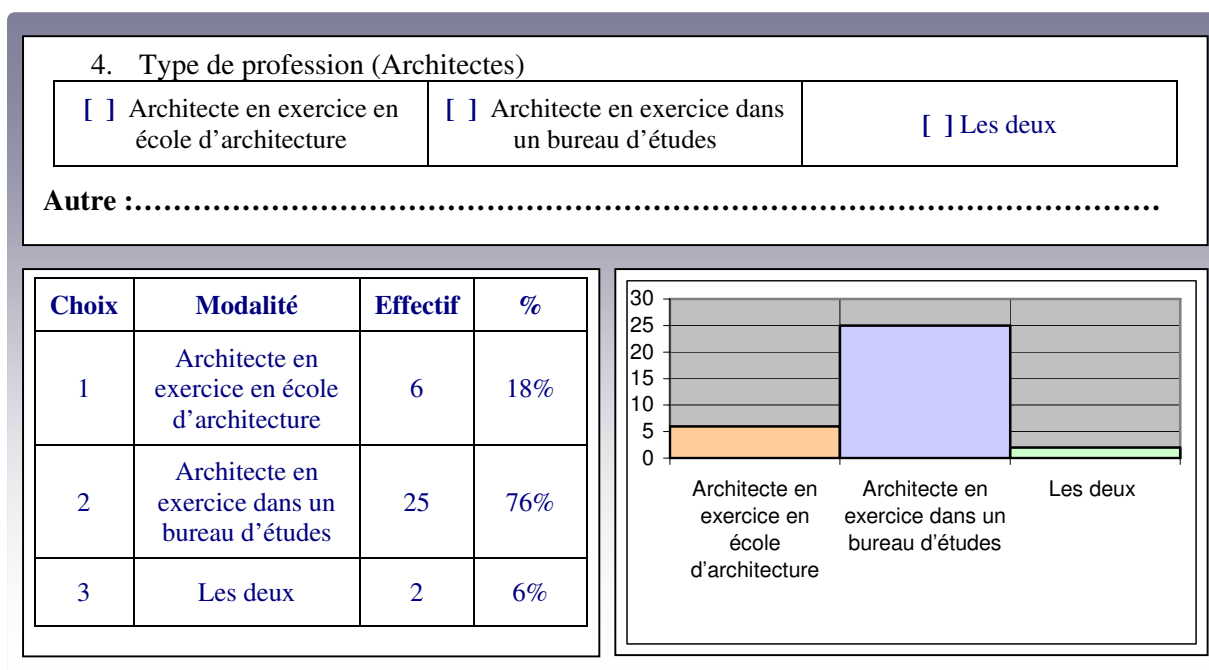 4. Type de profession (Architectes)
[ ] Architecte en exercice en
école d’architecture
[ ] Architecte en exercice dans
un bureau d’études
[ ] Les deux
Autre :……………………………………………………………………………………………
Choix Modalité Effectif %
1
Architecte en
exercice en école
d’architecture
6
18%
2
Architecte en
exercice dans un
bureau d’études
25
76%
3 Les deux 2 6%
30
25
20
15
10
5
0
Architecte en
exercice en
école
d'architecture
Architecte en
exercice dans un
bureau d'études
Les deux